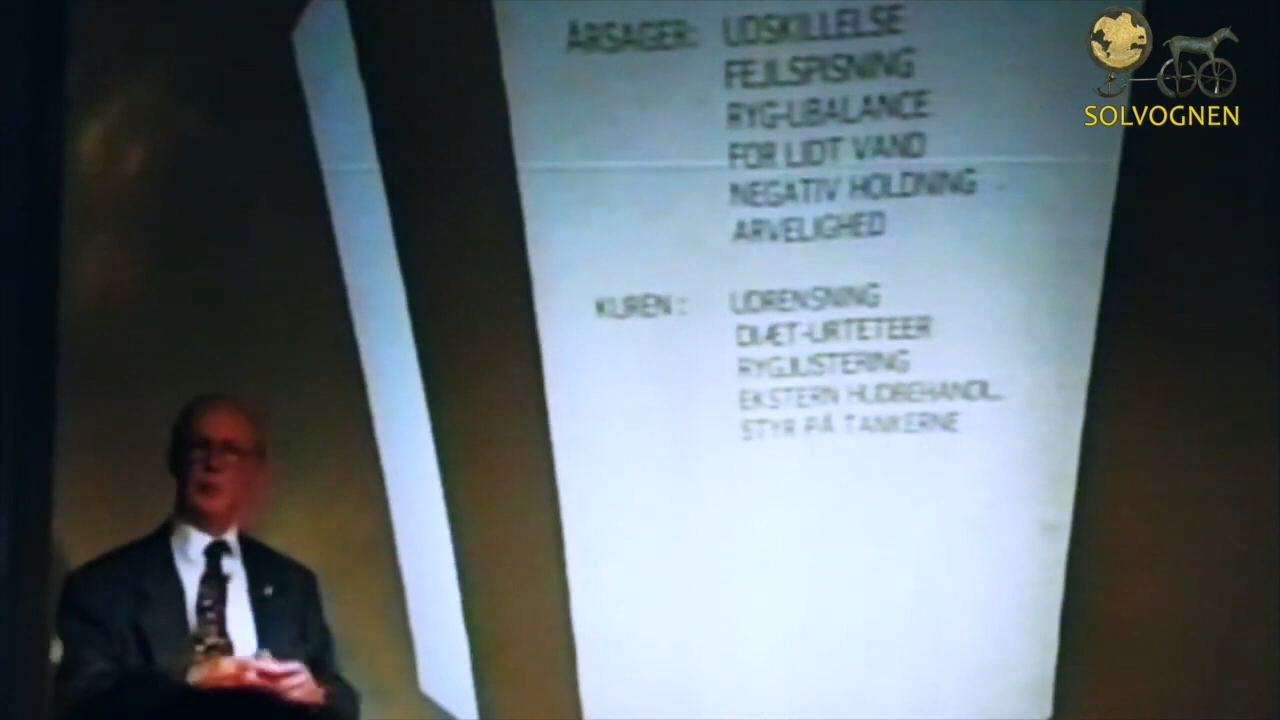 ÅRSAGER: UDSKILLELSE
FEJLSPISNING
RYG-UBALANCE
FOR LIDT VAND
NEGATIV HOLDNING
ARVELIGHED
KUREN: UDRENSNING
DIÆT-URTETEER
RYGJUSTERING
EKSTERN HUDBEHANDL.
STYR PÅ TANKERNE
SOLVOGNEN